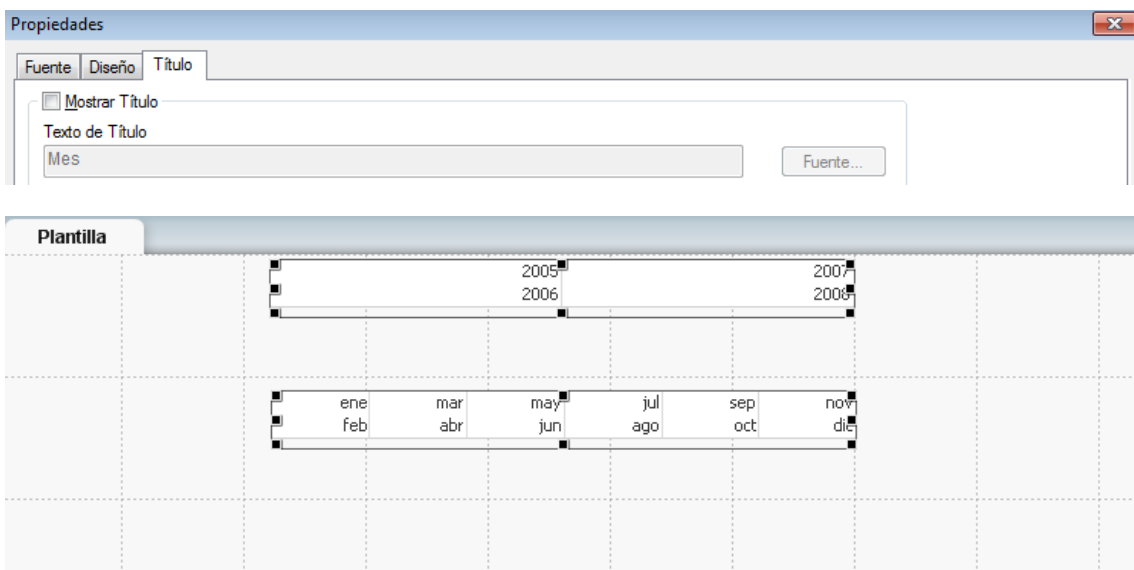 Propiedades
Fuente Diseño Título
Mostrar Título
Texto de Título
Mes Fuente...
Plantilla
2005 2007
2006 2008
ene mar may jul sep nov
feb abr jun ago oct dic